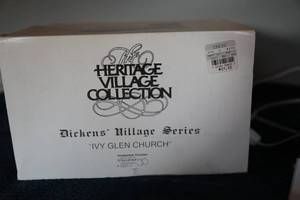 The
HERITAGE
VILLAGE
COLLECTION
Dickens' Village Series
"IVY GLEN CHURCH"